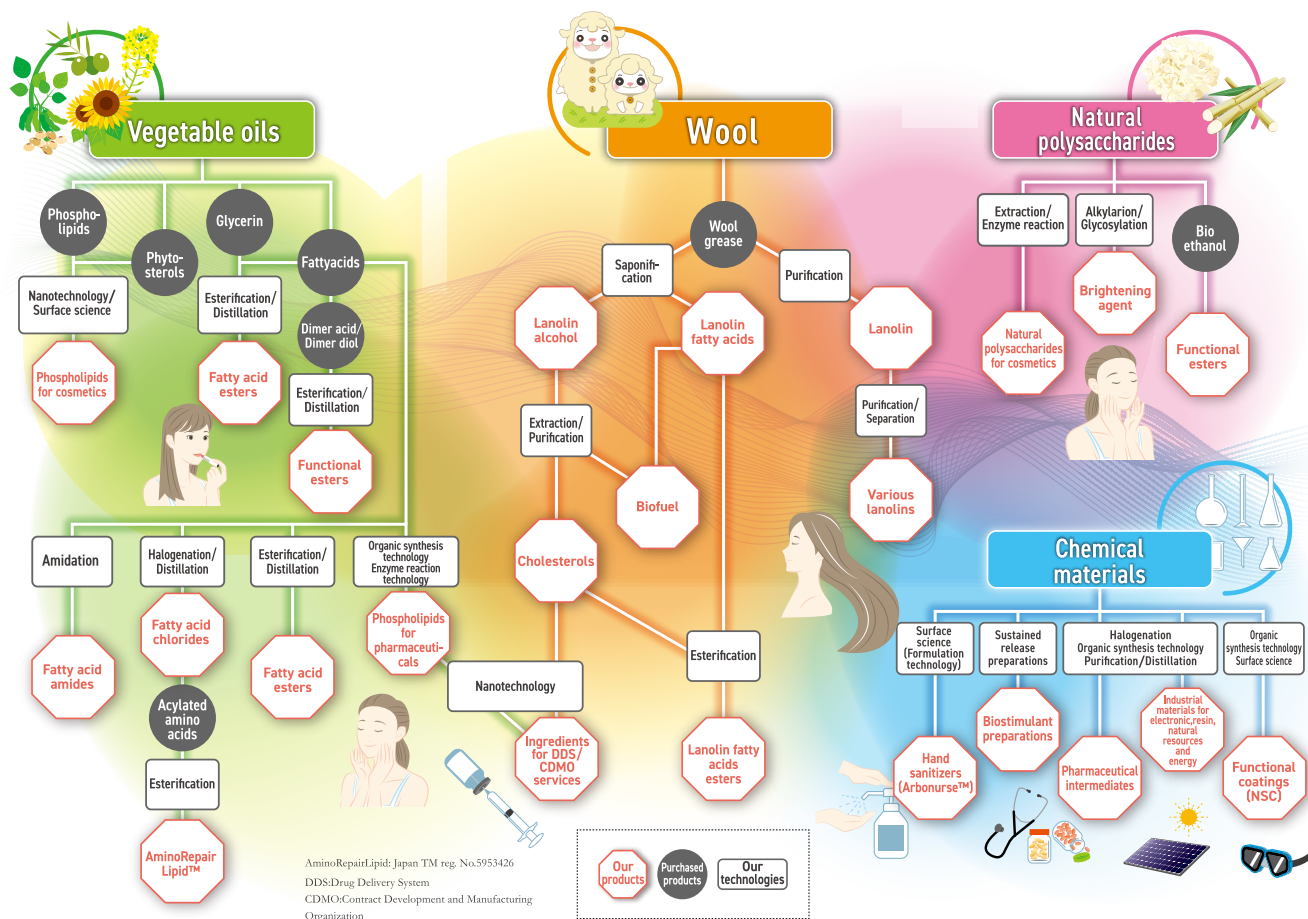 Vegetable oils
Phospho-
lipids
Phyto-
sterols
Glycerin
Fattyacids
Nanotechnology/
Surface science
Esterification/
Distillation
Dimer acid/
Dimer diol
Phospholipids
for cosmetics
Fatty acid
esters
Esterification/
Distillation
Functional
esters
Amidation
Halogenation/
Distillation
Esterification/
Distillation
Organic synthesis
technology
Enzyme reaction
technology
Fatty acid
amides
Fatty acid
chlorides
Fatty acid
esters
Phospholipids
for
pharmaceuti-
cals
Acylated
amino
acids
Esterification
AminoRepair
Lipid™
Wool
Wool
grease
Saponifi-
cation
Purification
Lanolin
alcohol
Lanolin
fatty acids
Lanolin
Extraction/
Purification
Purification/
Separation
Biofuel
Various
lanolins
Cholesterols
Esterification
Nanotechnology
Ingredients
for DDS/
CDMO
services
Lanolin fatty
acids
esters
Natural
polysaccharides
Extraction/
Enzyme reaction
Alkylarion/
Glycosylation
Bio
ethanol
Brightening
agent
Natural
polysaccharides
for cosmetics
Functional
esters
Chemical
materials
Surface
science
(Formulation
technology)
Sustained
release
preparations
Halogenation
Organic synthesis technology
Purification/Distillation
Organic
synthesis technology
Surface science
Hand
sanitizers
(Arbonurse™)
Biostimulant
preparations
Pharmaceutical
intermediates
Industrial
materials for
electronic,resin,
natural
resources
and
energy
Functional
coatings
(NSC)
AminoRepairLipid: Japan TM reg. No.5953426
DDS:Drug Delivery System
CDMO:Contract Development and Manufacturing
Organization
Our
products
Purchased
products
Our
technologies